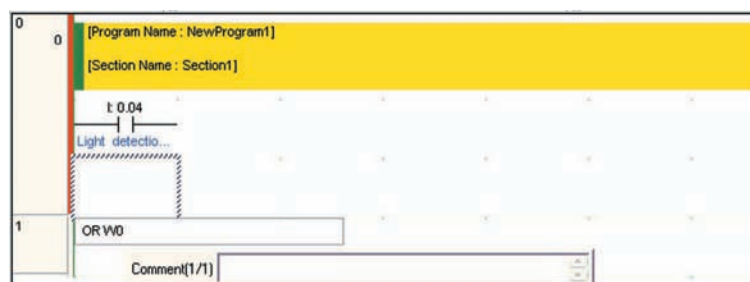 0
0
[Program Name : NewProgram1]
[Section Name : Section1]
I: 0.04
Light detectio...
1
OR W0
Comment(1/1)